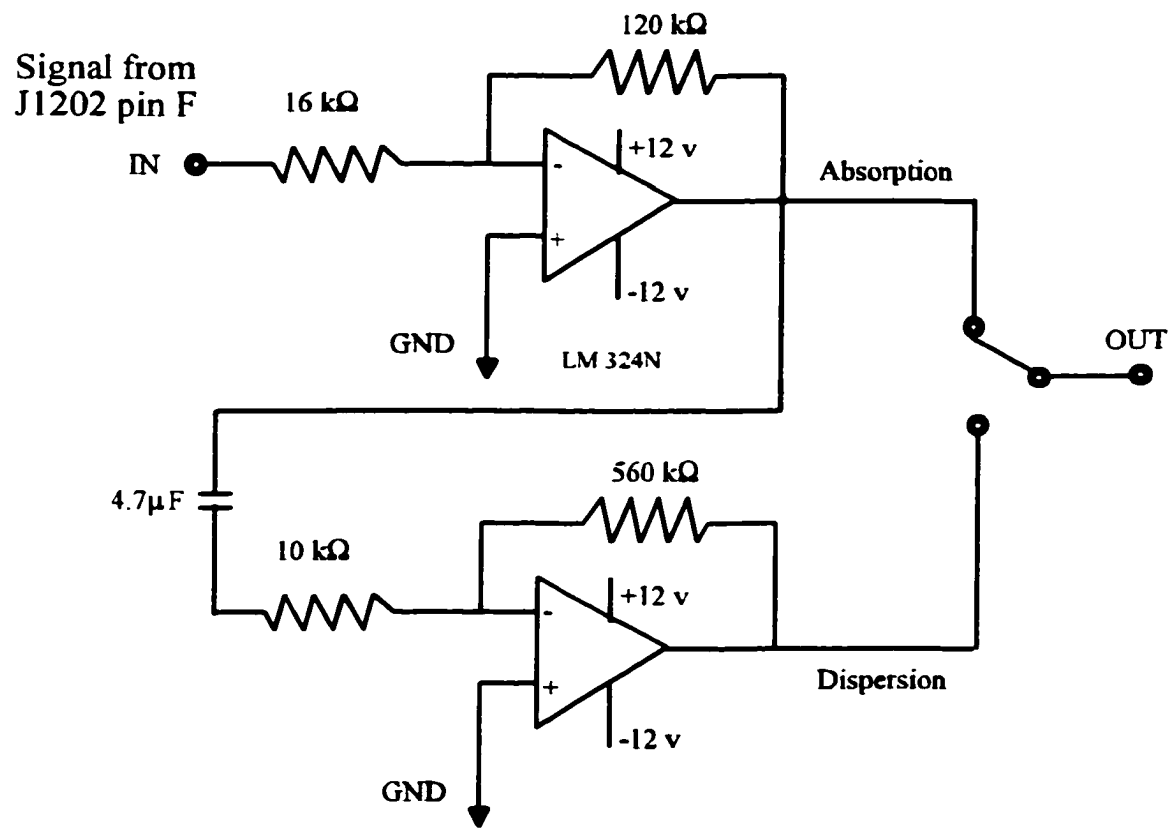 120 kΩ
Signal from
J1202 pin F
16 kΩ
IN
-
+12 v
Absorption
+
-12 v
GND
LM 324N
OUT
560 kΩ
4.7μF
10 kΩ
-
+12 v
+
Dispersion
-12 v
GND